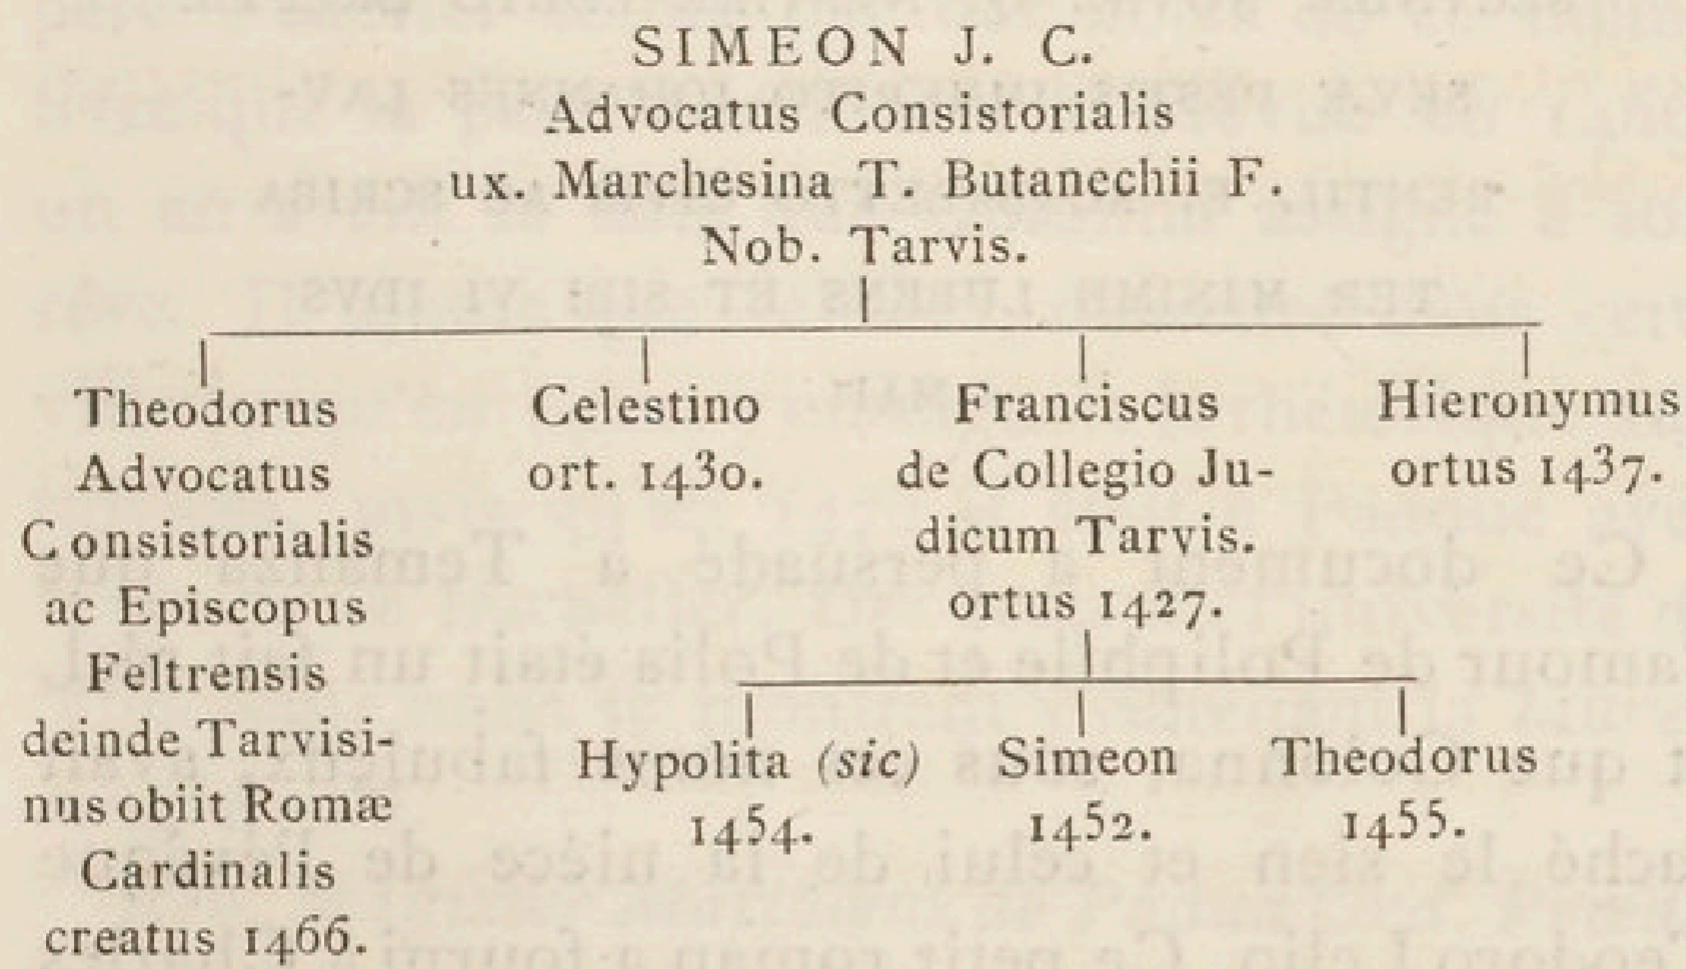 SIMEON J. C.
Advocatus Consistorialis
ux. Marchesina T. Butanechii F.
Nob. Tarvis.
Theodorus
Advocatus
Consistorialis
ac Episcopus
Feltrensis
deinde Tarvisi-
nus obiit Romæ
Cardinalis
creatus 1466.
Celestino
ort. 1430.
Franciscus
de Collegio Ju-
dicum Tarvis.
ortus 1427.
Hieronymus
ortus 1437.
Hypolita (sic)
1454.
Simeon
1452.
Theodorus
1455.